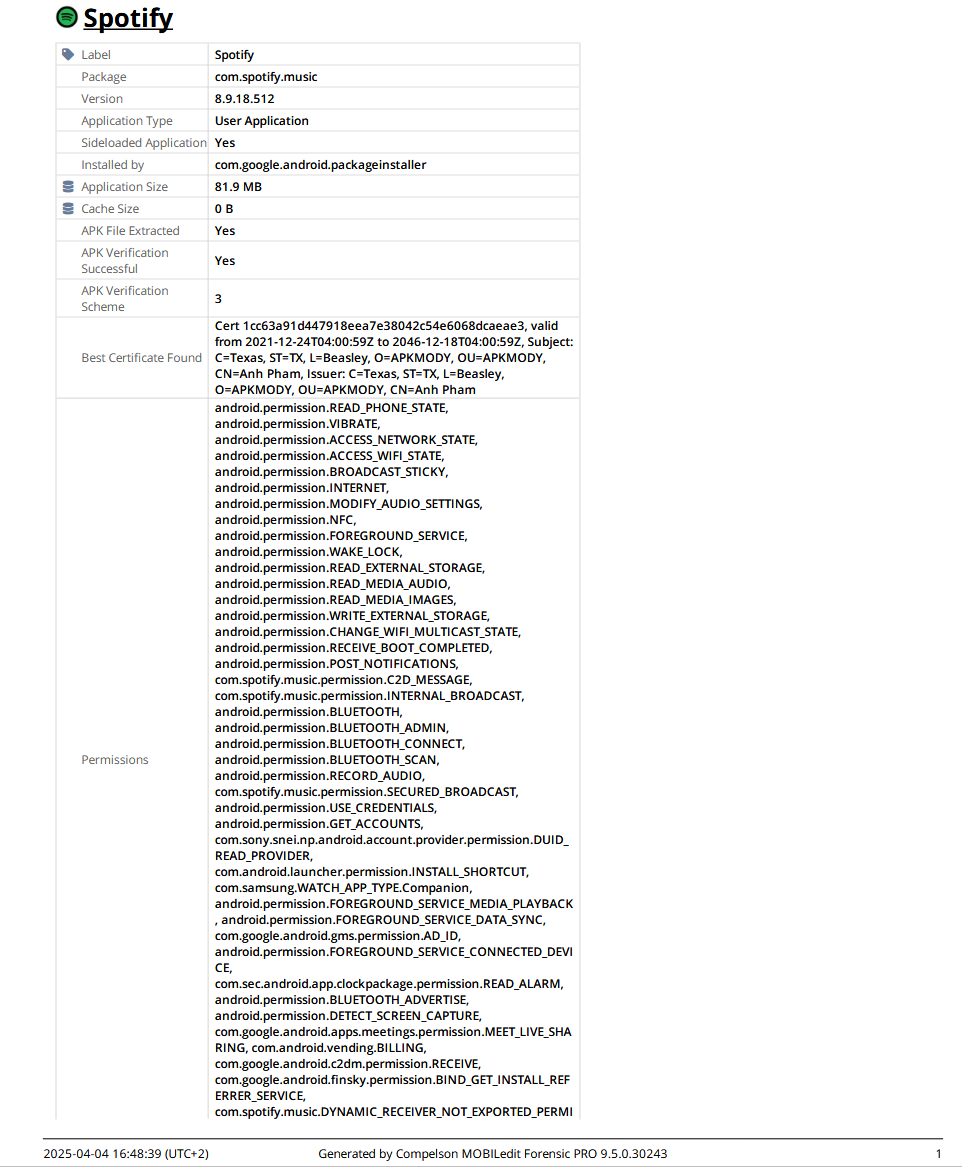 Spotify
Label Spotify
Package com.spotify.music
Version 8.9.18.512
Application Type User Application
Sideloaded Application Yes
Installed by com.google.android.packageinstaller
Application Size 81.9 MB
Cache Size 0 B
APK File Extracted Yes
APK Verification
Successful
Yes
APK Verification
Scheme
3
Best Certificate Found
Cert 1cc63a91d447918eea7e38042c54e6068dcaeae3, valid
from 2021-12-24T04:00:59Z to 2046-12-18T04:00:59Z, Subject:
C=Texas, ST=TX, L=Beasley, O=APKMODY, OU=APKMODY,
CN=Anh Pham, Issuer: C=Texas, ST=TX, L=Beasley,
O=APKMODY, OU=APKMODY, CN=Anh Pham
Permissions
android.permission.READ_PHONE_STATE,
android.permission.VIBRATE,
android.permission.ACCESS_NETWORK_STATE,
android.permission.ACCESS_WIFI_STATE,
android.permission.BROADCAST_STICKY,
android.permission.INTERNET,
android.permission.MODIFY_AUDIO_SETTINGS,
android.permission.NFC,
android.permission.FOREGROUND_SERVICE,
android.permission.WAKE_LOCK,
android.permission.READ_EXTERNAL_STORAGE,
android.permission.READ_MEDIA_AUDIO,
android.permission.READ_MEDIA_IMAGES,
android.permission.WRITE_EXTERNAL_STORAGE,
android.permission.CHANGE_WIFI_MULTICAST_STATE,
android.permission.RECEIVE_BOOT_COMPLETED,
android.permission.POST_NOTIFICATIONS,
com.spotify.music.permission.C2D_MESSAGE,
com.spotify.music.permission.INTERNAL_BROADCAST,
android.permission.BLUETOOTH,
android.permission.BLUETOOTH_ADMIN,
android.permission.BLUETOOTH_CONNECT,
android.permission.BLUETOOTH_SCAN,
android.permission.RECORD_AUDIO,
com.spotify.music.permission.SECURED_BROADCAST,
android.permission.USE_CREDENTIALS,
android.permission.GET_ACCOUNTS,
com.sony.snei.np.android.account.provider.permission.DUID_
READ_PROVIDER,
com.android.launcher.permission.INSTALL_SHORTCUT,
com.samsung.WATCH_APP_TYPE.Companion,
android.permission.FOREGROUND_SERVICE_MEDIA_PLAYBACK
, android.permission.FOREGROUND_SERVICE_DATA_SYNC,
com.google.android.gms.permission.AD_ID,
android.permission.FOREGROUND_SERVICE_CONNECTED_DEVI
CE,
com.sec.android.app.clockpackage.permission.READ_ALARM,
android.permission.BLUETOOTH_ADVERTISE,
android.permission.DETECT_SCREEN_CAPTURE,
com.google.android.apps.meetings.permission.MEET_LIVE_SHA
RING, com.android.vending.BILLING,
com.google.android.c2dm.permission.RECEIVE,
com.google.android.finsky.permission.BIND_GET_INSTALL_REF
ERRER_SERVICE,
com.spotify.music.DYNAMIC_RECEIVER_NOT_EXPORTED_PERMI
2025-04-04 16:48:39 (UTC+2) Generated by Compelson MOBILedit Forensic PRO 9.5.0.30243 1